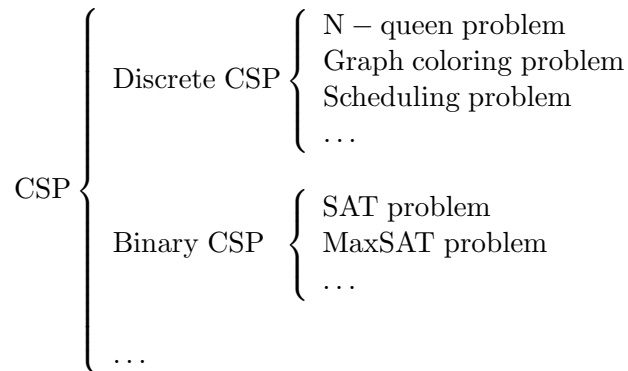 CSP
Discrete CSP
N − queen problem
Graph coloring problem
Scheduling problem
...
Binary CSP
SAT problem
MaxSAT problem
...
...